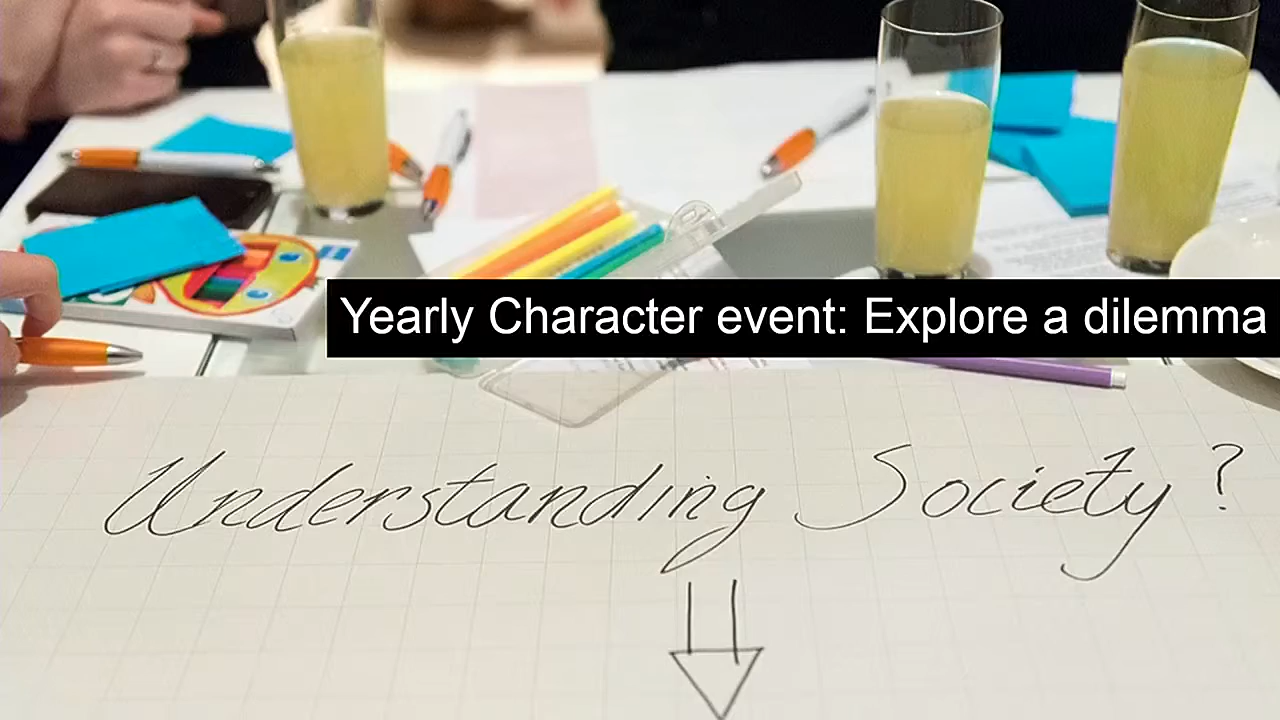 Yearly Character event: Explore a dilemma
Understanding Society?